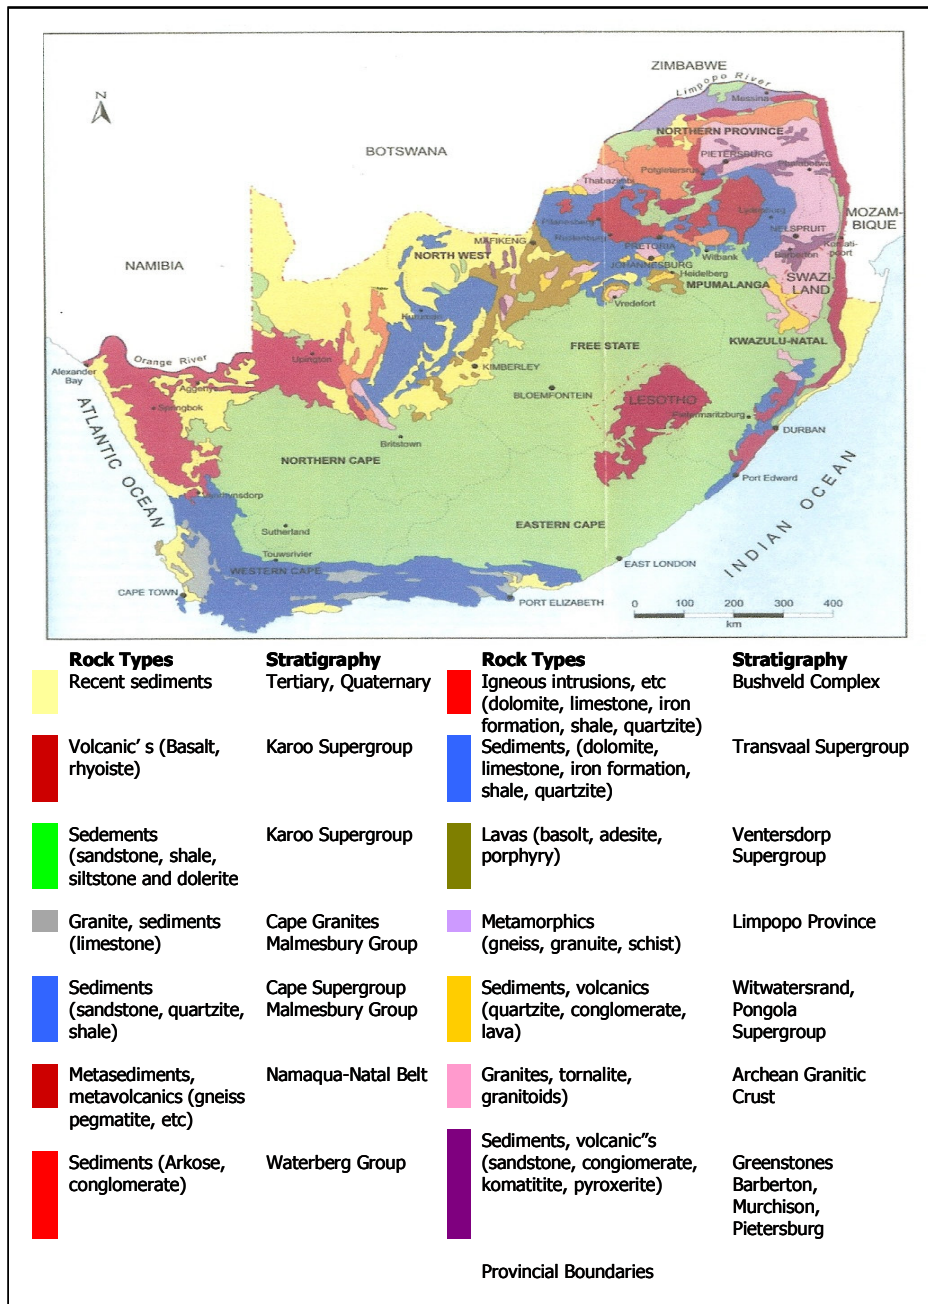 ZIMBABWE
Limpopo River
Messina
N
NORTHERN PROVINCE
BOTSWANA
PIETERSBURG
Phalaborwa
Potgietersrus
Thabazimbi
Lydenburg
MOZAM-
BIQUE
Pilanesberg
NELSPRUIT
MAFIKENG
Rustenburg
PRETORIA
Komati-
poort
NORTH WEST
Witbank
Barberton
NAMIBIA
JOHANNESBURG
Heidelberg
SWAZI-
LAND
MPUMALANGA
Vredefort
Kuruman
KWAZULU-NATAL
FREE STATE
Orange River
Upington
Alexander
Bay
KIMBERLEY
Aggenys
BLOEMFONTEIN
LESOTHO
Springbok
Pietermaritzburg
DURBAN
Britstown
ATLANTIC OCEAN
NORTHERN CAPE
Port Edward
INDIAN OCEAN
EASTERN CAPE
Sutherland
Touwsrivier
EAST LONDON
WESTERN CAPE
CAPE TOWN
PORT ELIZABETH
0 100 200 300 400
km
Rock Types Stratigraphy Rock Types Stratigraphy
Recent sediments Tertiary, Quaternary
Igneous intrusions, etc Bushveld Complex
(dolomite, limestone, iron
formation, shale, quartzite)
Volcanic' s (Basalt, Karoo Supergroup
rhyoiste)
Sediments, (dolomite, Transvaal Supergroup
limestone, iron formation,
shale, quartzite)
Sedements Karoo Supergroup
(sandstone, shale,
siltstone and dolerite
Lavas (basolt, adesite, Ventersdorp
porphyry) Supergroup
Granite, sediments Cape Granites
(limestone) Malmesbury Group
Metamorphics Limpopo Province
(gneiss, granuite, schist)
Sediments Cape Supergroup
(sandstone, quartzite, Malmesbury Group
shale)
Sediments, volcanics Witwatersrand,
(quartzite, conglomerate, Pongola
lava) Supergroup
Metasediments, Namaqua-Natal Belt
metavolcanics (gneiss
pegmatite, etc)
Granites, tornalite, Archean Granitic
granitoids) Crust
Sediments (Arkose, Waterberg Group
conglomerate)
Sediments, volcanic"s
(sandstone, congiomerate, Greenstones
komatitite, pyroxerite) Barberton,
Murchison,
Pietersburg
Provincial Boundaries